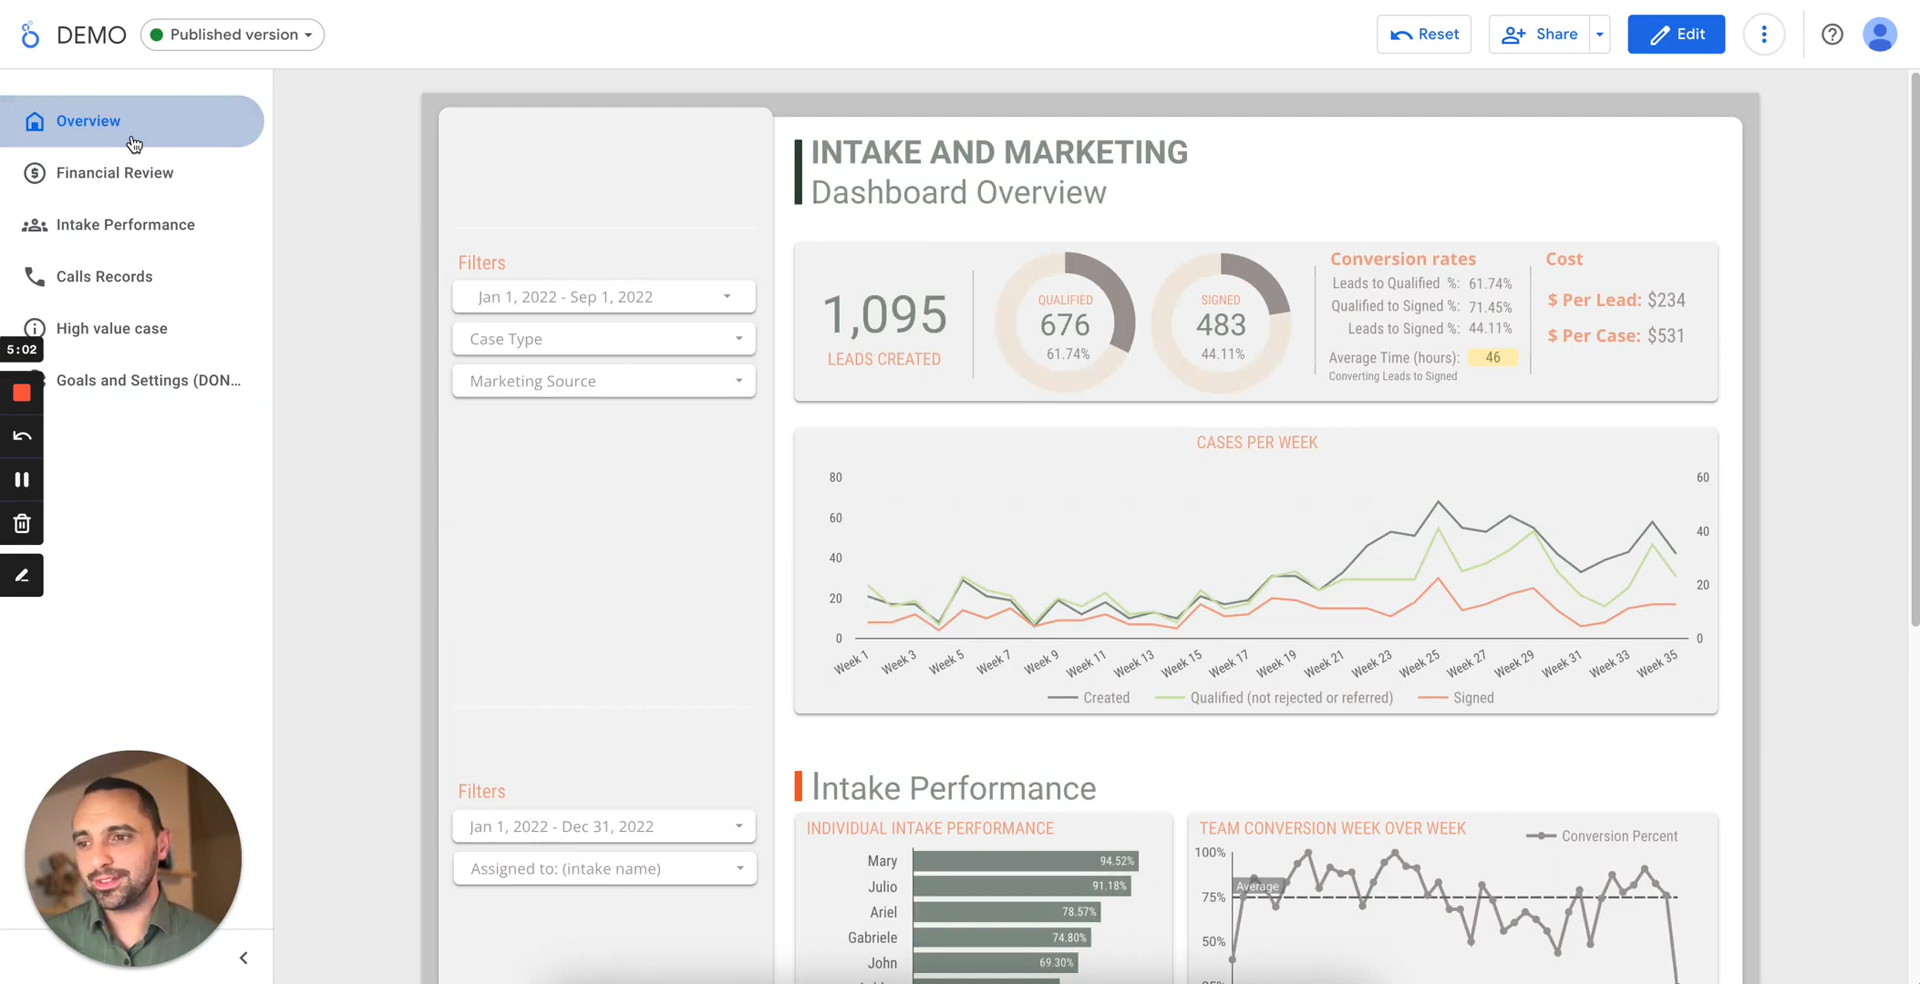 DEMO
Published version
Reset
Share
Edit
Overview
Financial Review
Intake Performance
Calls Records
High value case
5:02
Goals and Settings (DON...
INTAKE AND MARKETING
Dashboard Overview
Filters
Jan 1, 2022 - Sep 1, 2022
Case Type
Marketing Source
1,095
LEADS CREATED
QUALIFIED
676
61.74%
SIGNED
483
44.11%
Conversion rates
Leads to Qualified %: 61.74%
Qualified to Signed %: 71.45%
Leads to Signed %: 44.11%
Average Time (hours): 46
Converting Leads to Signed
Cost
$ Per Lead: $234
$ Per Case: $531
CASES PER WEEK
80
60
40
20
0
60
40
20
0
Week 1
Week 3
Week 5
Week 7
Week 9
Week 11
Week 13
Week 15
Week 17
Week 19
Week 21
Week 23
Week 25
Week 27
Week 29
Week 31
Week 33
Week 35
Created
Qualified (not rejected or referred)
Signed
Filters
Jan 1, 2022 - Dec 31, 2022
Assigned to: (intake name)
Intake Performance
INDIVIDUAL INTAKE PERFORMANCE
Mary 94.52%
Julio 91.18%
Ariel 78.57%
Gabriele 74.80%
John 69.30%
TEAM CONVERSION WEEK OVER WEEK
Conversion Percent
100%
Average
75%
50%